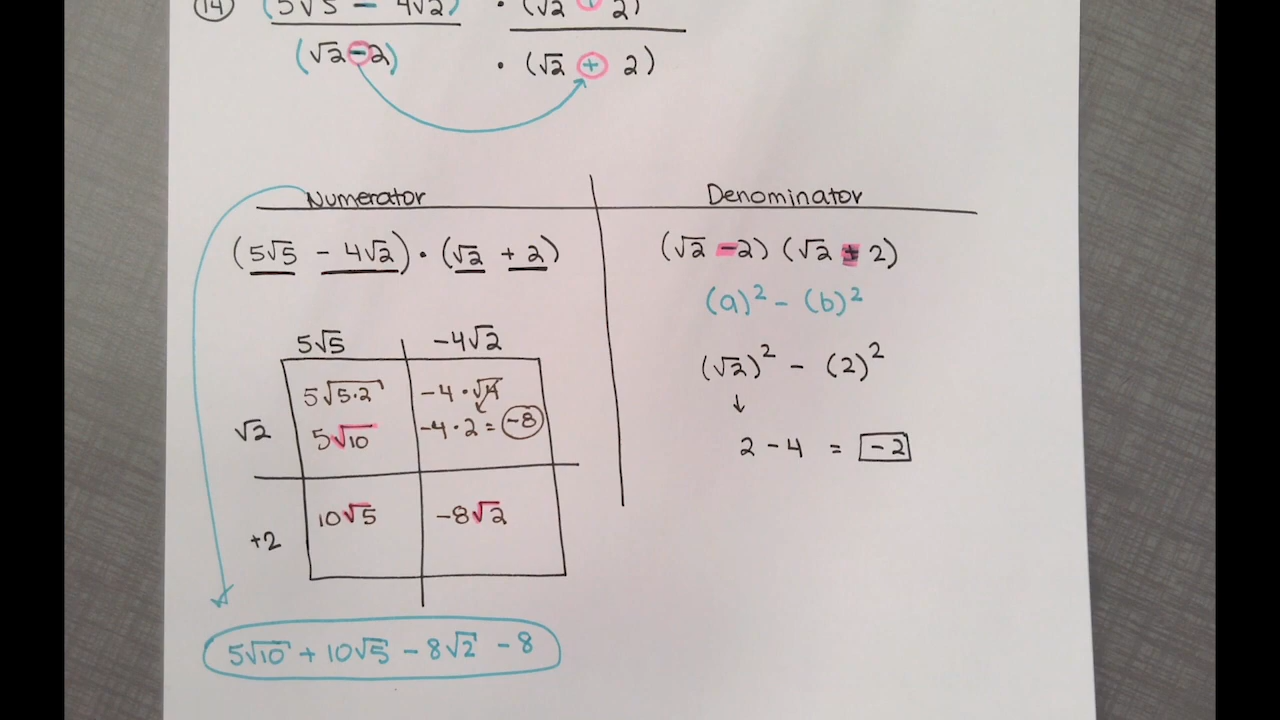 14 (5√5 - 4√2) · (√2 + 2)
(√2 - 2) · (√2 + 2)
Numerator
(5√5 - 4√2) · (√2 + 2)
5√5 -4√2
√2
5√5·2
5√10
-4 · √4
-4 · 2 = -8
+2
10√5 -8√2
5√10 + 10√5 - 8√2 - 8
Denominator
(√2 - 2) (√2 + 2)
(a)² - (b)²
(√2)² - (2)²
↓
2 - 4 = -2